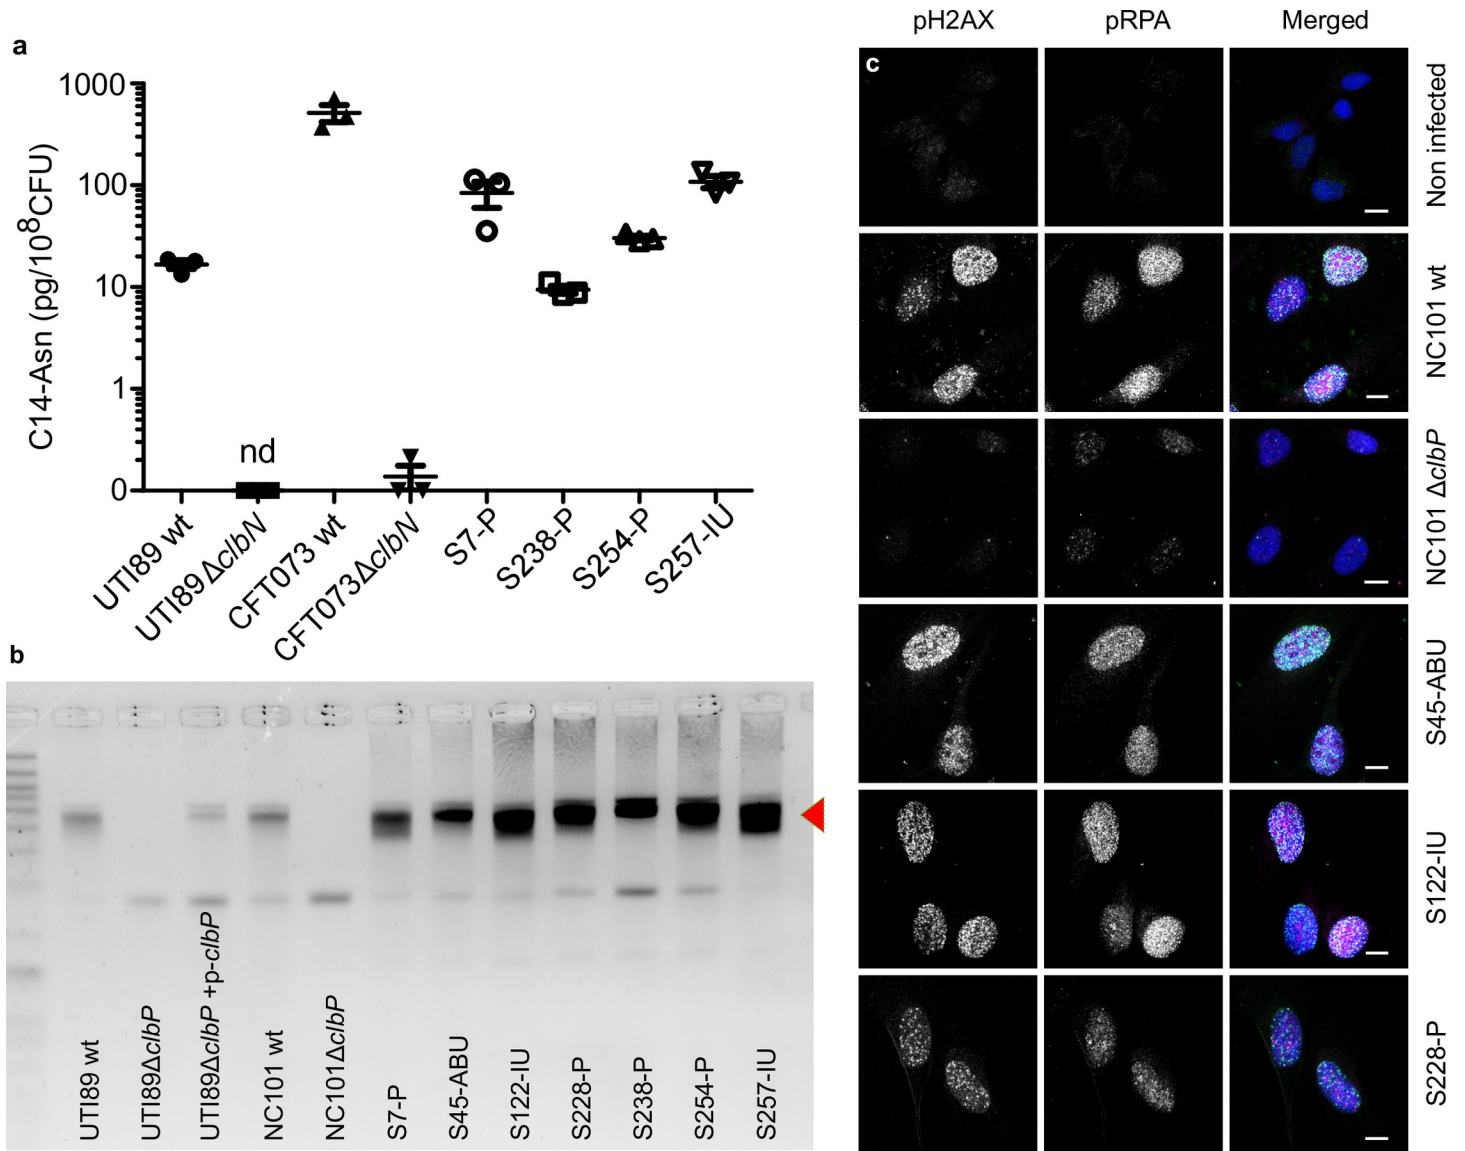 a
1000
100
10
1
0
C14-Asn (pg/10⁸CFU)
nd
UTI89 wt
UTI89ΔclbN
CFT073 wt
CFT073ΔclbN
S7-P
S238-P
S254-P
S257-IU
b
UTI89 wt
UTI89ΔclbP
UTI89ΔclbP +p-clbP
NC101 wt
NC101ΔclbP
S7-P
S45-ABU
S122-IU
S228-P
S238-P
S254-P
S257-IU
pH2AX pRPA Merged
c
Non infected
NC101 wt
NC101 ΔclbP
S45-ABU
S122-IU
S228-P